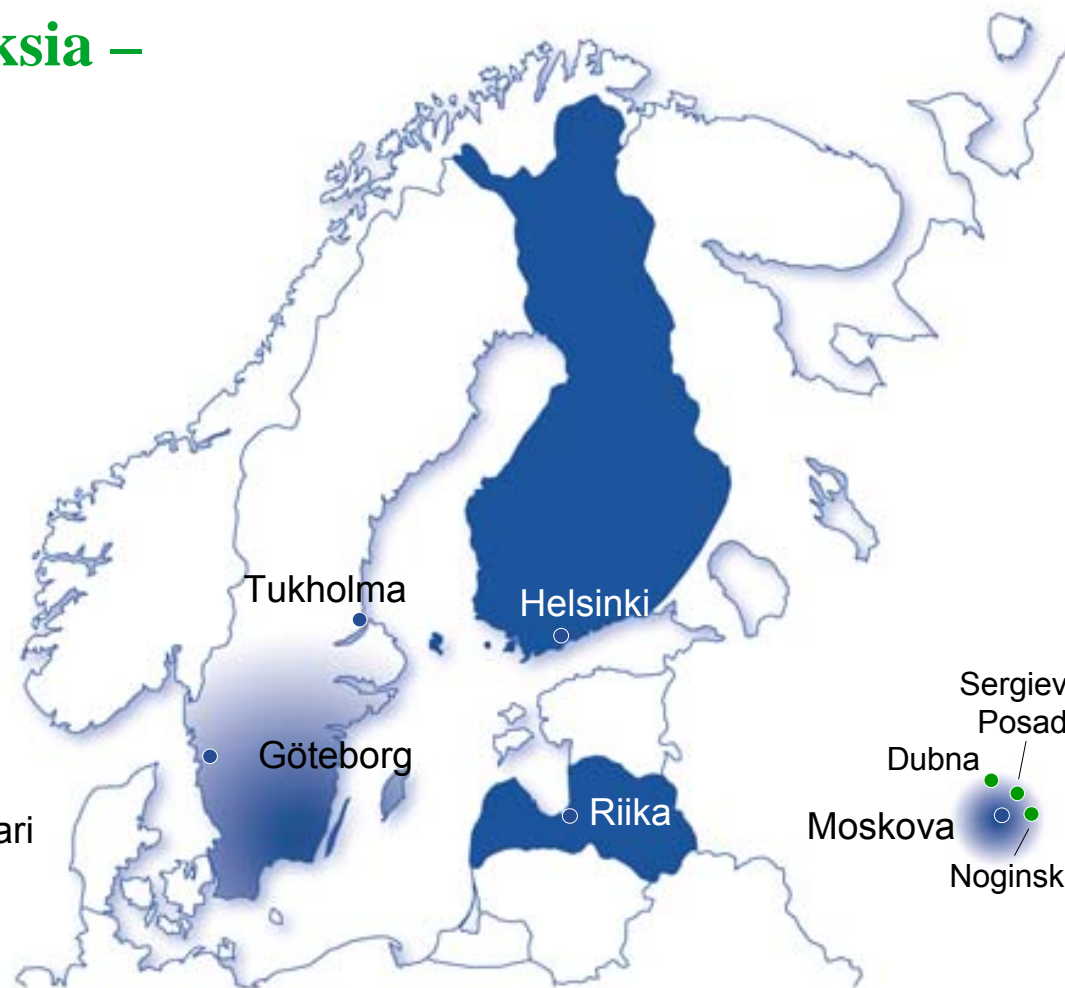 ksia –
Tukholma
Helsinki
Göteborg
Riika
ari
Sergiev
Posad
Dubna
Moskova
Noginsk